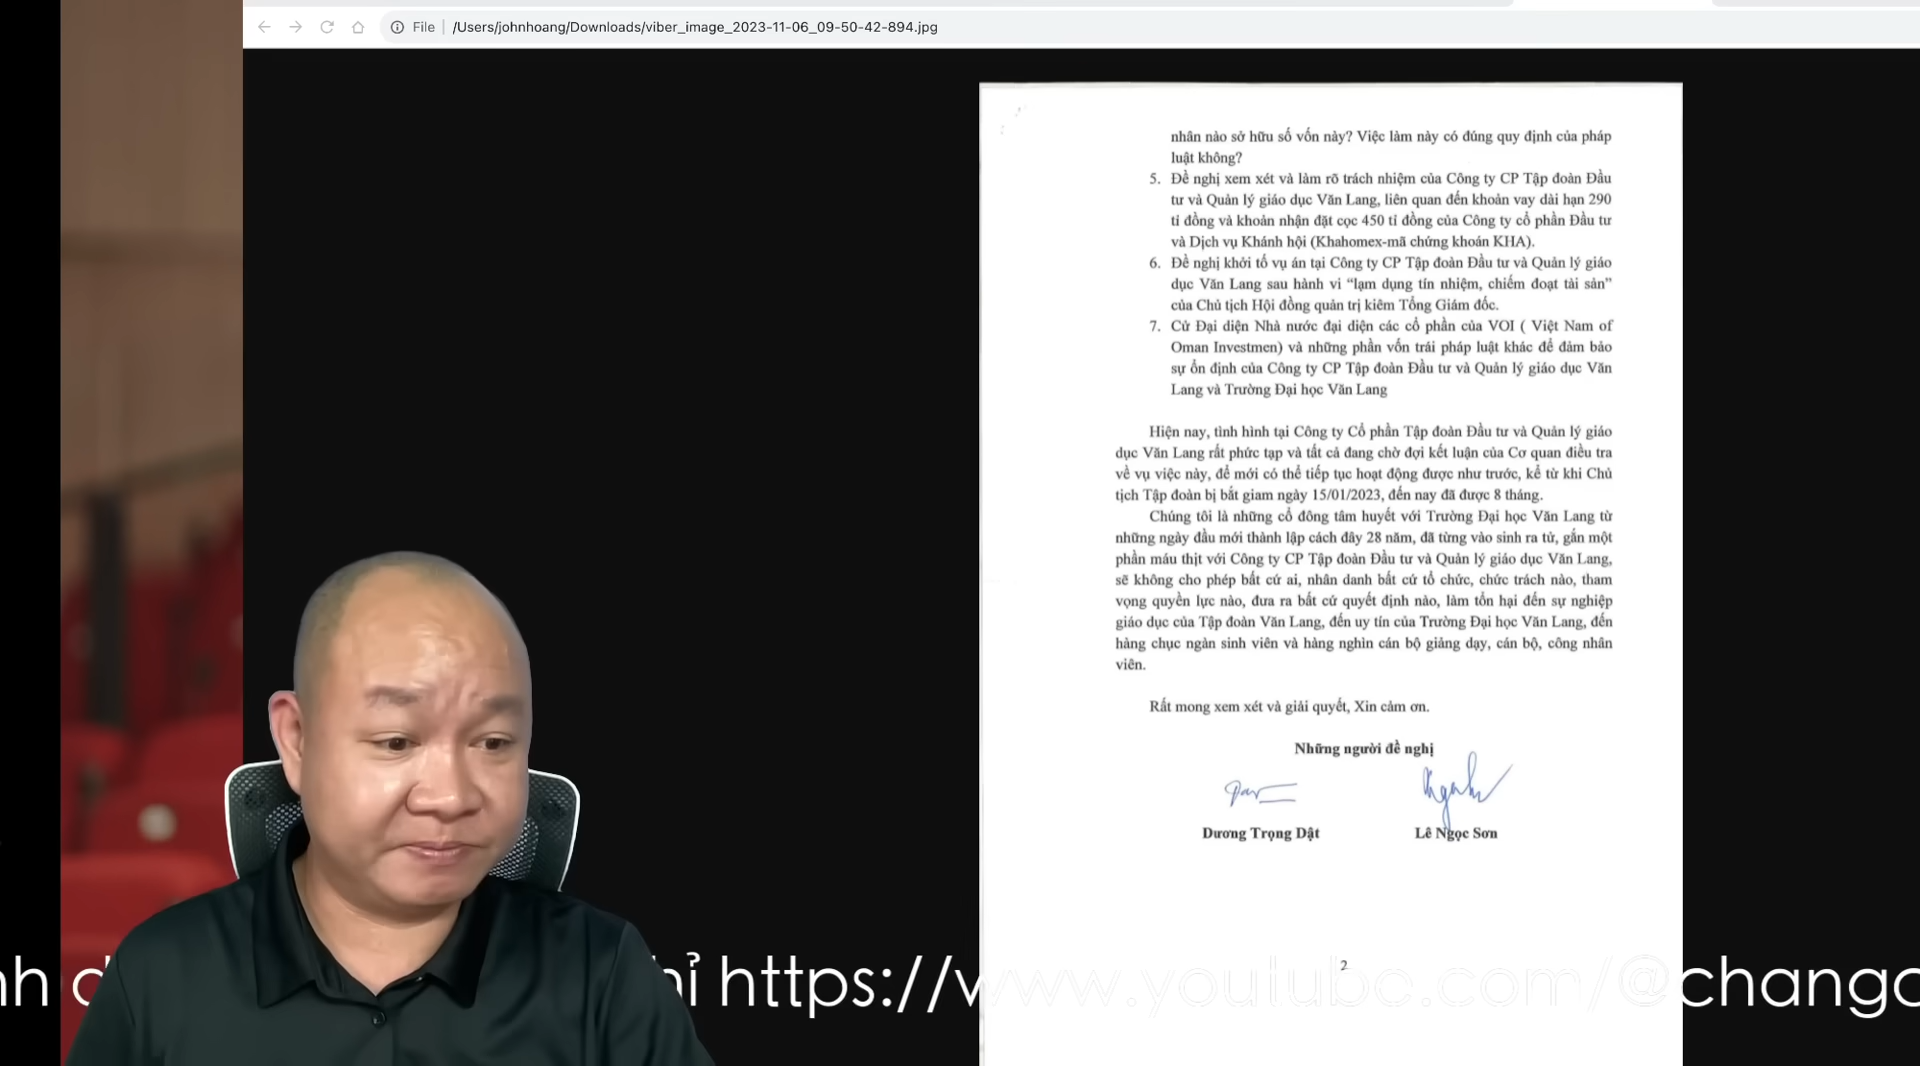 File | /Users/johnhoang/Downloads/viber_image_2023-11-06_09-50-42-894.jpg
nhân nào sở hữu số vốn này? Việc làm này có đúng quy định của pháp
luật không?
5. Đề nghị xem xét và làm rõ trách nhiệm của Công ty CP Tập đoàn Đầu
tư và Quản lý giáo dục Văn Lang, liên quan đến khoản vay dài hạn 290
tỉ đồng và khoản nhận đặt cọc 450 tỉ đồng của Công ty cổ phần Đầu tư
và Dịch vụ Khánh hội (Khahomex-mã chứng khoán KHA).
6. Đề nghị khởi tố vụ án tại Công ty CP Tập đoàn Đầu tư và Quản lý giáo
dục Văn Lang sau hành vi “lạm dụng tín nhiệm, chiếm đoạt tài sản”
của Chủ tịch Hội đồng quản trị kiêm Tổng Giám đốc.
7. Cử Đại diện Nhà nước đại diện các cổ phần của VOI ( Việt Nam of
Oman Investmen) và những phần vốn trái pháp luật khác để đảm bảo
sự ổn định của Công ty CP Tập đoàn Đầu tư và Quản lý giáo dục Văn
Lang và Trường Đại học Văn Lang
Hiện nay, tình hình tại Công ty Cổ phần Tập đoàn Đầu tư và Quản lý giáo
dục Văn Lang rất phức tạp và tất cả đang chờ đợi kết luận của Cơ quan điều tra
về vụ việc này, để mới có thể tiếp tục hoạt động được như trước, kể từ khi Chủ
tịch Tập đoàn bị bắt giam ngày 15/01/2023, đến nay đã được 8 tháng.
Chúng tôi là những cổ đông tâm huyết với Trường Đại học Văn Lang từ
những ngày đầu mới thành lập cách đây 28 năm, đã từng vào sinh ra tử, gắn một
phần máu thịt với Công ty CP Tập đoàn Đầu tư và Quản lý giáo dục Văn Lang,
sẽ không cho phép bất cứ ai, nhân danh bất cứ tổ chức, chức trách nào, tham
vọng quyền lực nào, đưa ra bất cứ quyết định nào, làm tổn hại đến sự nghiệp
giáo dục của Tập đoàn Văn Lang, đến uy tín của Trường Đại học Văn Lang, đến
hàng chục ngàn sinh viên và hàng nghìn cán bộ giảng dạy, cán bộ, công nhân
viên.
Rất mong xem xét và giải quyết, Xin cảm ơn.
Những người đề nghị
Dương Trọng Dật Lê Ngọc Sơn
2
https://www.youtube.com/@chang